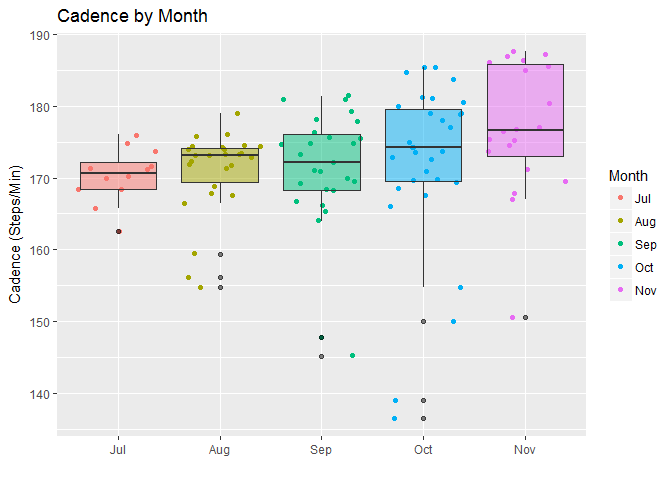 Cadence by Month
Cadence (Steps/Min)
190
180
170
160
150
140
Jul
Aug
Sep
Oct
Nov
Month
Jul
Aug
Sep
Oct
Nov